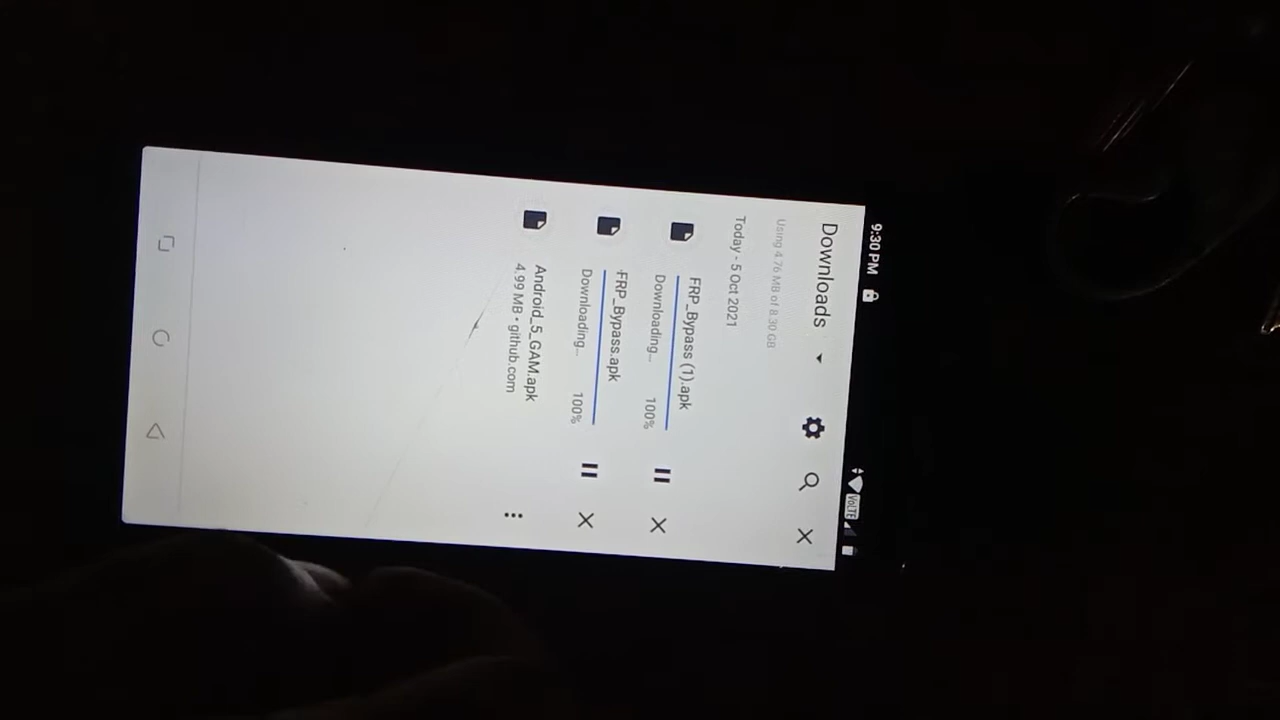 9:30 PM
VoLTE
Downloads
Using 4.76 MB of 8.30 GB
Today - 5 Oct 2021
FRP_Bypass (1).apk
Downloading... 100%
FRP_Bypass.apk
Downloading... 100%
Android_5_GAM.apk
4.99 MB • github.com